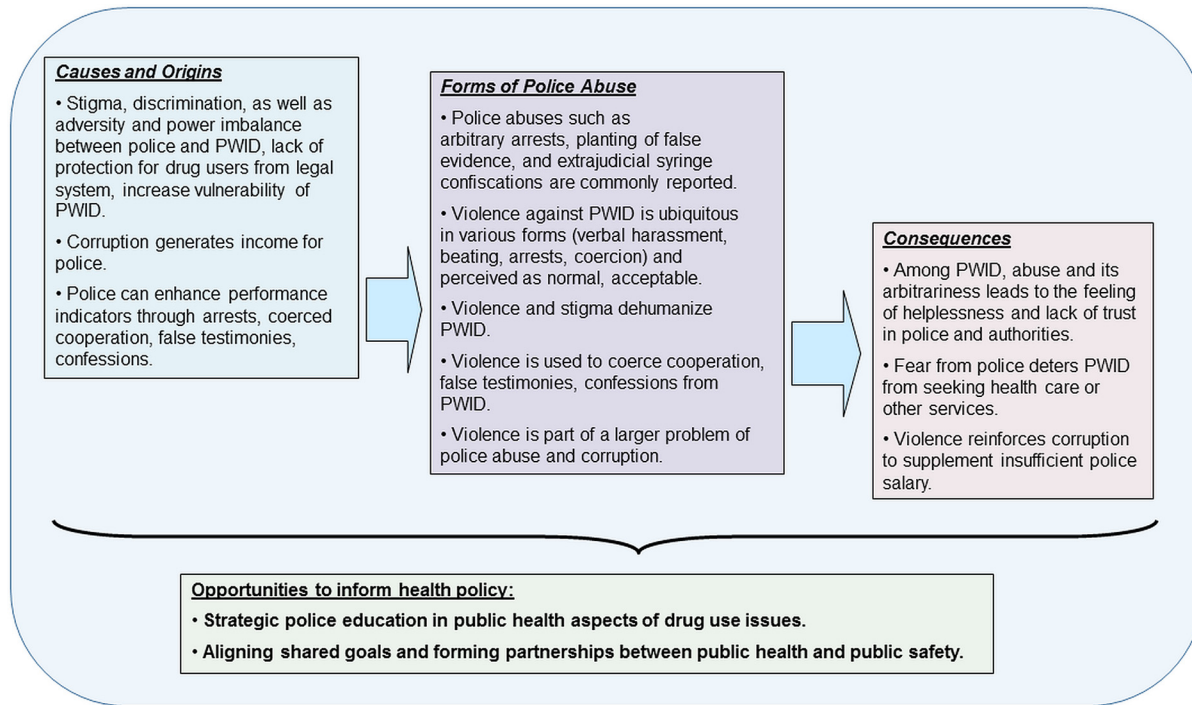 Causes and Origins
• Stigma, discrimination, as well as
adversity and power imbalance
between police and PWID, lack of
protection for drug users from legal
system, increase vulnerability of
PWID.
• Corruption generates income for
police.
• Police can enhance performance
indicators through arrests, coerced
cooperation, false testimonies,
confessions.
Forms of Police Abuse
• Police abuses such as
arbitrary arrests, planting of false
evidence, and extrajudicial syringe
confiscations are commonly reported.
• Violence against PWID is ubiquitous
in various forms (verbal harassment,
beating, arrests, coercion) and
perceived as normal, acceptable.
• Violence and stigma dehumanize
PWID.
• Violence is used to coerce cooperation,
false testimonies, confessions from
PWID.
• Violence is part of a larger problem of
police abuse and corruption.
Consequences
• Among PWID, abuse and its
arbitrariness leads to the feeling
of helplessness and lack of trust
in police and authorities.
• Fear from police deters PWID
from seeking health care or
other services.
• Violence reinforces corruption
to supplement insufficient police
salary.
Opportunities to inform health policy:
• Strategic police education in public health aspects of drug use issues.
• Aligning shared goals and forming partnerships between public health and public safety.